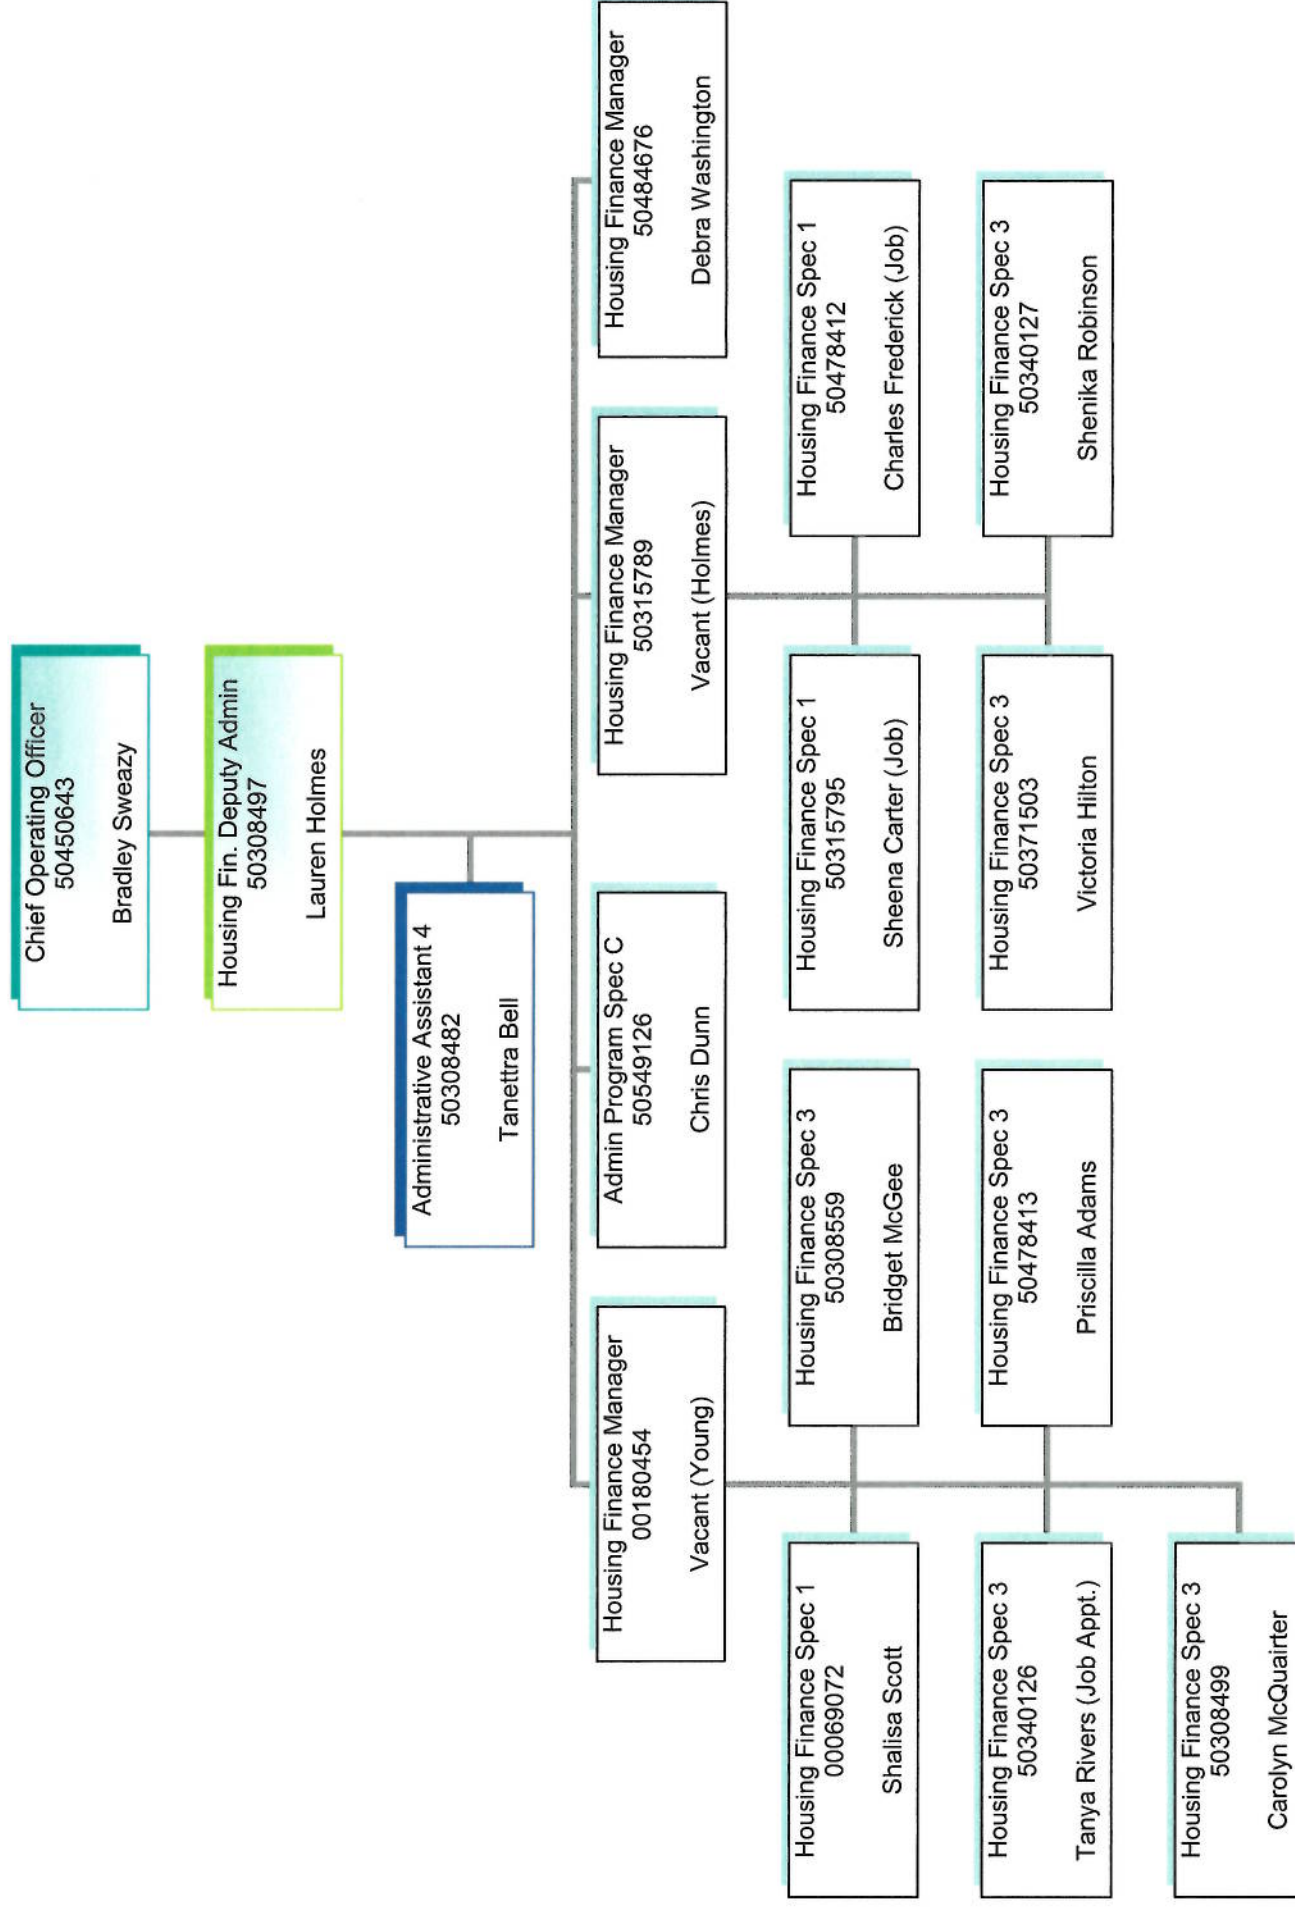 Chief Operating Officer
50450643
Bradley Sweazy
Housing Fin. Deputy Admin
50308497
Lauren Holmes
Administrative Assistant 4
50308482
Tanettra Bell
Housing Finance Manager
00180454
Vacant (Young)
Admin Program Spec C
50549126
Chris Dunn
Housing Finance Manager
50315789
Vacant (Holmes)
Housing Finance Manager
50484676
Debra Washington
Housing Finance Spec 1
00069072
Shalisa Scott
Housing Finance Spec 3
50308559
Bridget McGee
Housing Finance Spec 1
50315795
Sheena Carter (Job)
Housing Finance Spec 1
50478412
Charles Frederick (Job)
Housing Finance Spec 3
50340126
Tanya Rivers (Job Appt.)
Housing Finance Spec 3
50478413
Priscilla Adams
Housing Finance Spec 3
50371503
Victoria Hilton
Housing Finance Spec 3
50340127
Shenika Robinson
Housing Finance Spec 3
50308499
Carolyn McQuairter